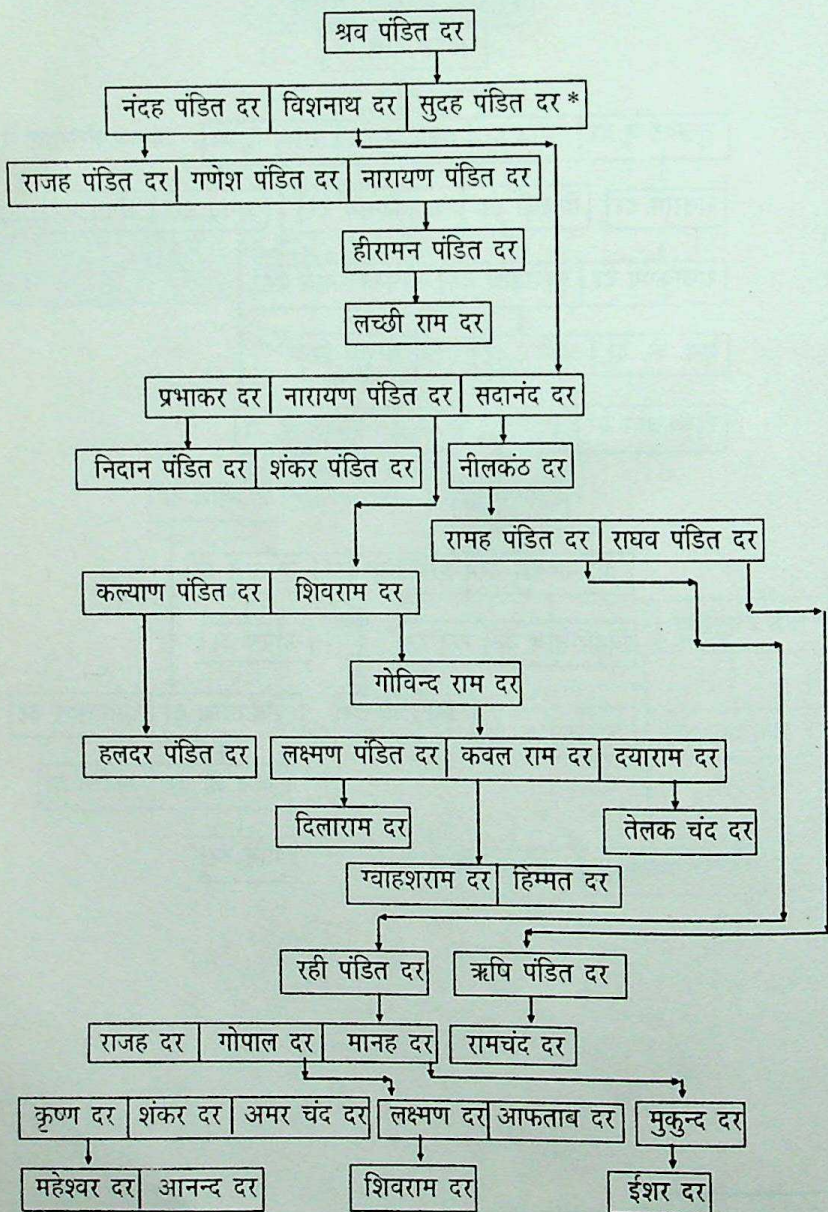 श्रव पंडित दर
नंदह पंडित दर विशनाथ दर सुदह पंडित दर *
राजह पंडित दर गणेश पंडित दर नारायण पंडित दर
हीरामन पंडित दर
लच्छी राम दर
प्रभाकर दर नारायण पंडित दर सदानंद दर
निदान पंडित दर शंकर पंडित दर नीलकंठ दर
रामह पंडित दर राघव पंडित दर
कल्याण पंडित दर शिवराम दर
गोविन्द राम दर
हलदर पंडित दर लक्ष्मण पंडित दर कवल राम दर दयाराम दर
दिलाराम दर तेलक चंद दर
ग्वाहशराम दर हिम्मत दर
रही पंडित दर ऋषि पंडित दर
राजह दर गोपाल दर मानह दर रामचंद दर
कृष्ण दर शंकर दर अमर चंद दर लक्ष्मण दर आफताब दर मुकुन्द दर
महेश्वर दर आनन्द दर शिवराम दर ईशर दर